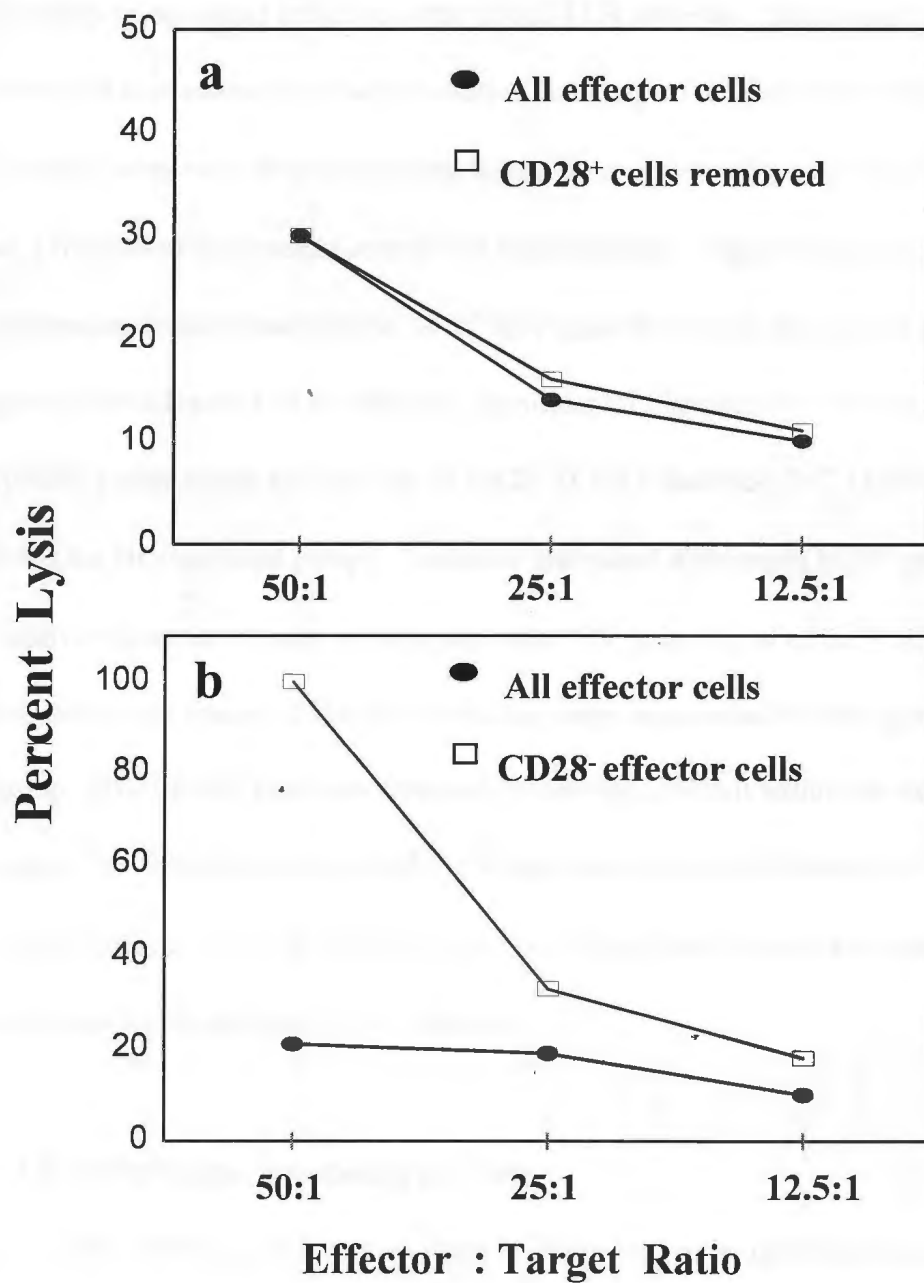 50
a
All effector cells
40
CD28⁺ cells removed
30
20
10
0
50:1 25:1 12.5:1
Percent Lysis
b
100
All effector cells
CD28⁻ effector cells
80
60
40
20
0
50:1 25:1 12.5:1
Effector : Target Ratio